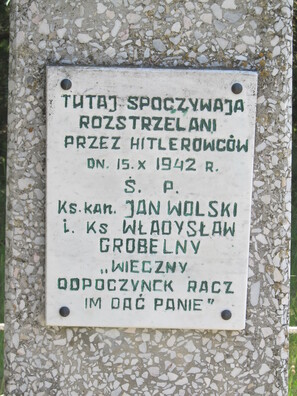 TUTAJ SPOCZYWAJA
ROZSTRZELANI
PRZEZ HITLEROWCÓW
DN. 15.X 1942 R.
Ś. P.
Ks. kan. JAN WOLSKI
i. Ks WŁADYSŁAW
GROBELNY
„WIECZNY
ODPOCZYNEK RACZ
IM DAĆ PANIE”